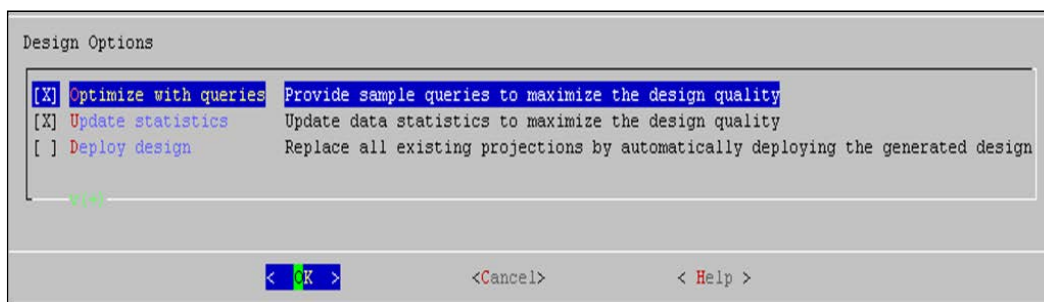 Design Options
[X] Optimize with queries Provide sample queries to maximize the design quality
[X] Update statistics Update data statistics to maximize the design quality
[ ] Deploy design Replace all existing projections by automatically deploying the generated design
< OK > <Cancel> < Help >